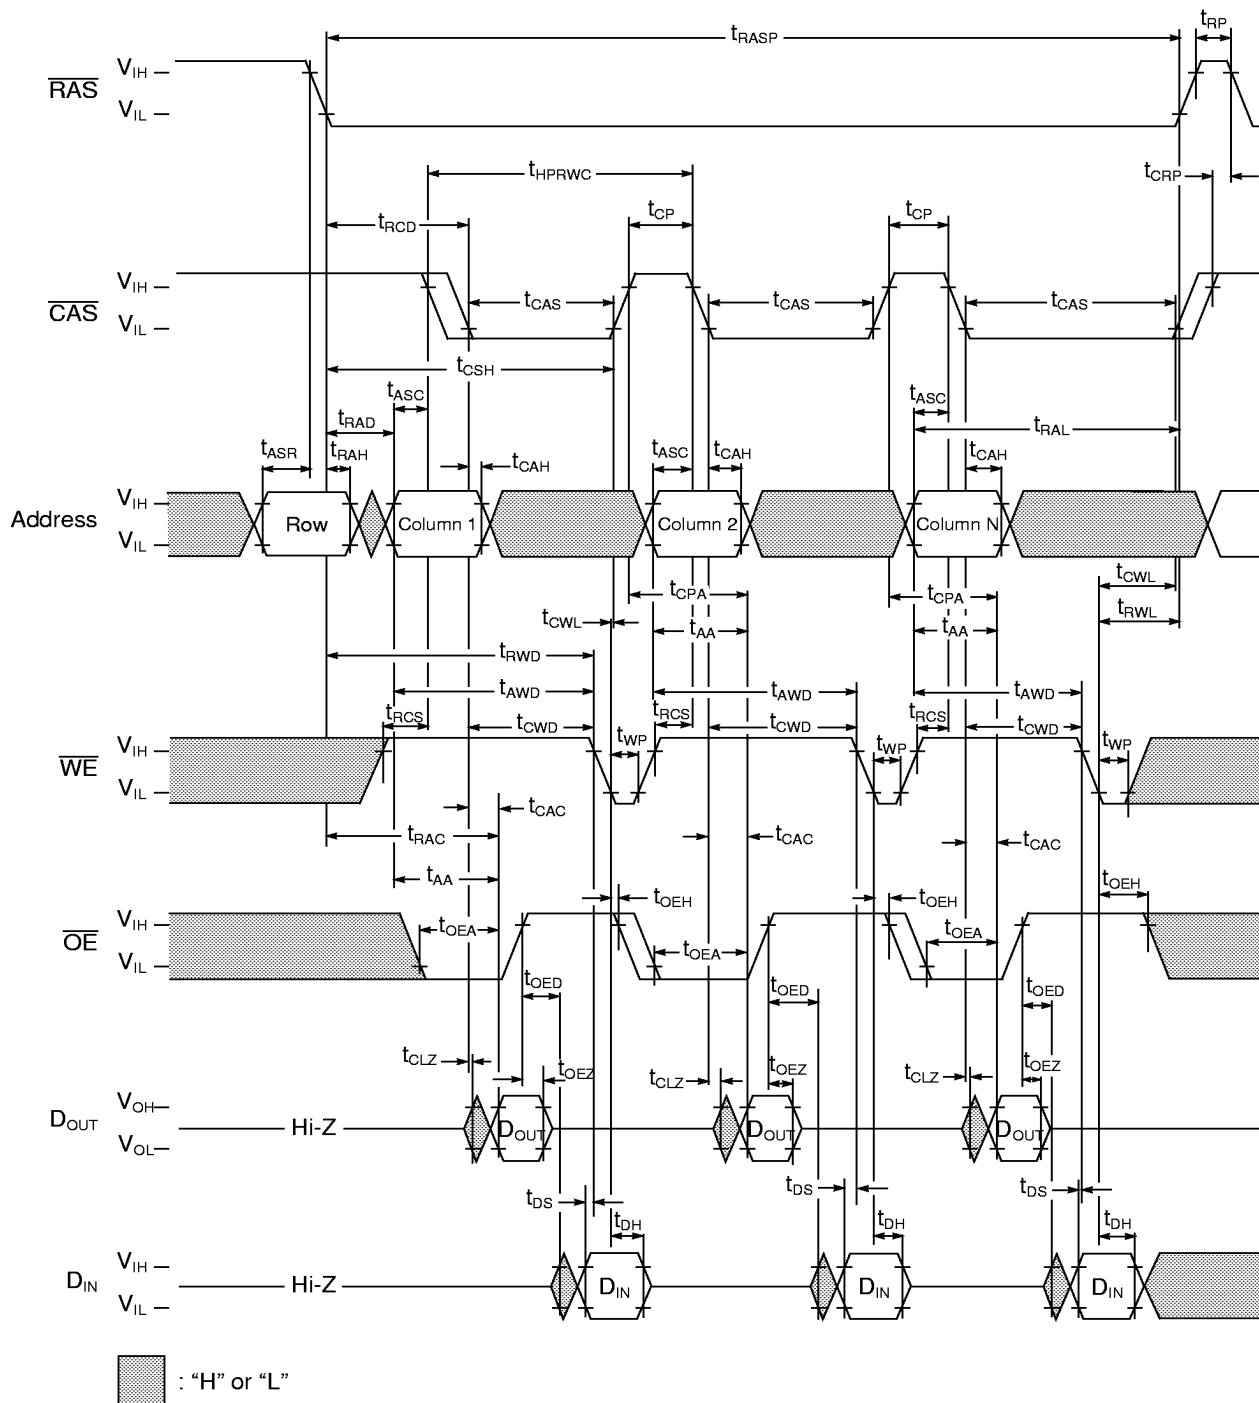 tRASP
tRP
RAS
VIH
VIL
tHPRWC
tCRP
tRCD
tCP
tCP
CAS
VIH
VIL
tCAS
tCAS
tCAS
tCSH
tASC
tASC
tRAD
tRAL
tASR
tRAH
tCAH
tASC
tCAH
tCAH
Address
VIH
VIL
Row
Column 1
Column 2
Column N
tCWL
tCPA
tCPA
tCWL
tAA
tAA
tRWL
tRWD
tAWD
tAWD
tAWD
tRCS
tCWD
tRCS
tCWD
tRCS
tCWD
WE
VIH
VIL
tWP
tWP
tWP
tCAC
tRAC
tCAC
tCAC
tAA
OE
VIH
VIL
tOEA
tOEH
tOEA
tOEH
tOEA
tOEH
tOED
tOED
tOED
tCLZ
tOEZ
tCLZ
tOEZ
tCLZ
tOEZ
DOUT
VOH
VOL
Hi-Z
DOUT
DOUT
DOUT
tDS
tDH
tDS
tDH
tDS
tDH
DIN
VIH
VIL
Hi-Z
DIN
DIN
DIN
: “H” or “L”